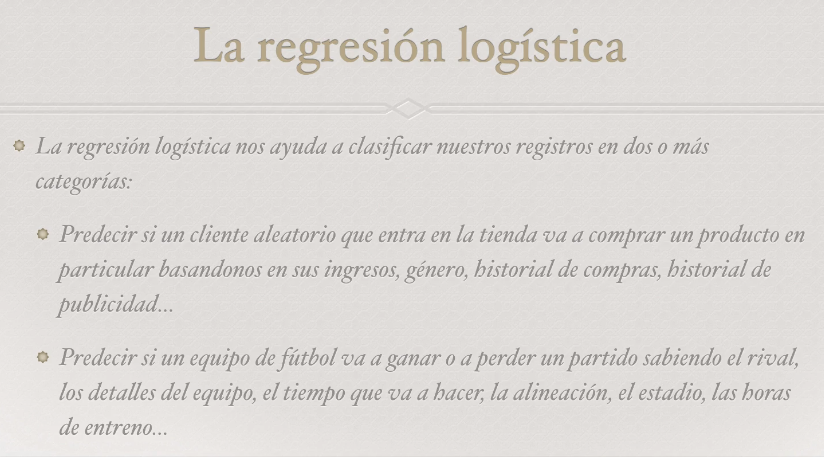 La regresión logística
La regresión logística nos ayuda a clasificar nuestros registros en dos o más
categorías:
Predecir si un cliente aleatorio que entra en la tienda va a comprar un producto en
particular basandonos en sus ingresos, género, historial de compras, historial de
publicidad...
Predecir si un equipo de fútbol va a ganar o a perder un partido sabiendo el rival,
los detalles del equipo, el tiempo que va a hacer, la alineación, el estadio, las horas
de entreno...